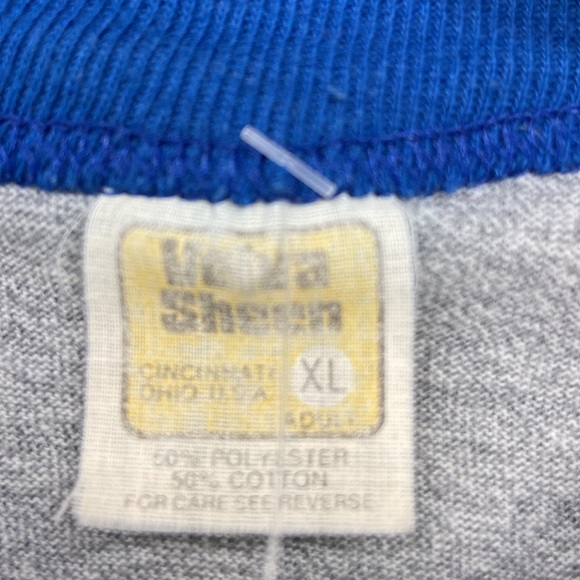 Velva
Sheen
CINCINNATI
OHIO U.S.A.
XL
ADULT
50% POLYESTER
50% COTTON
FOR CARE SEE REVERSE